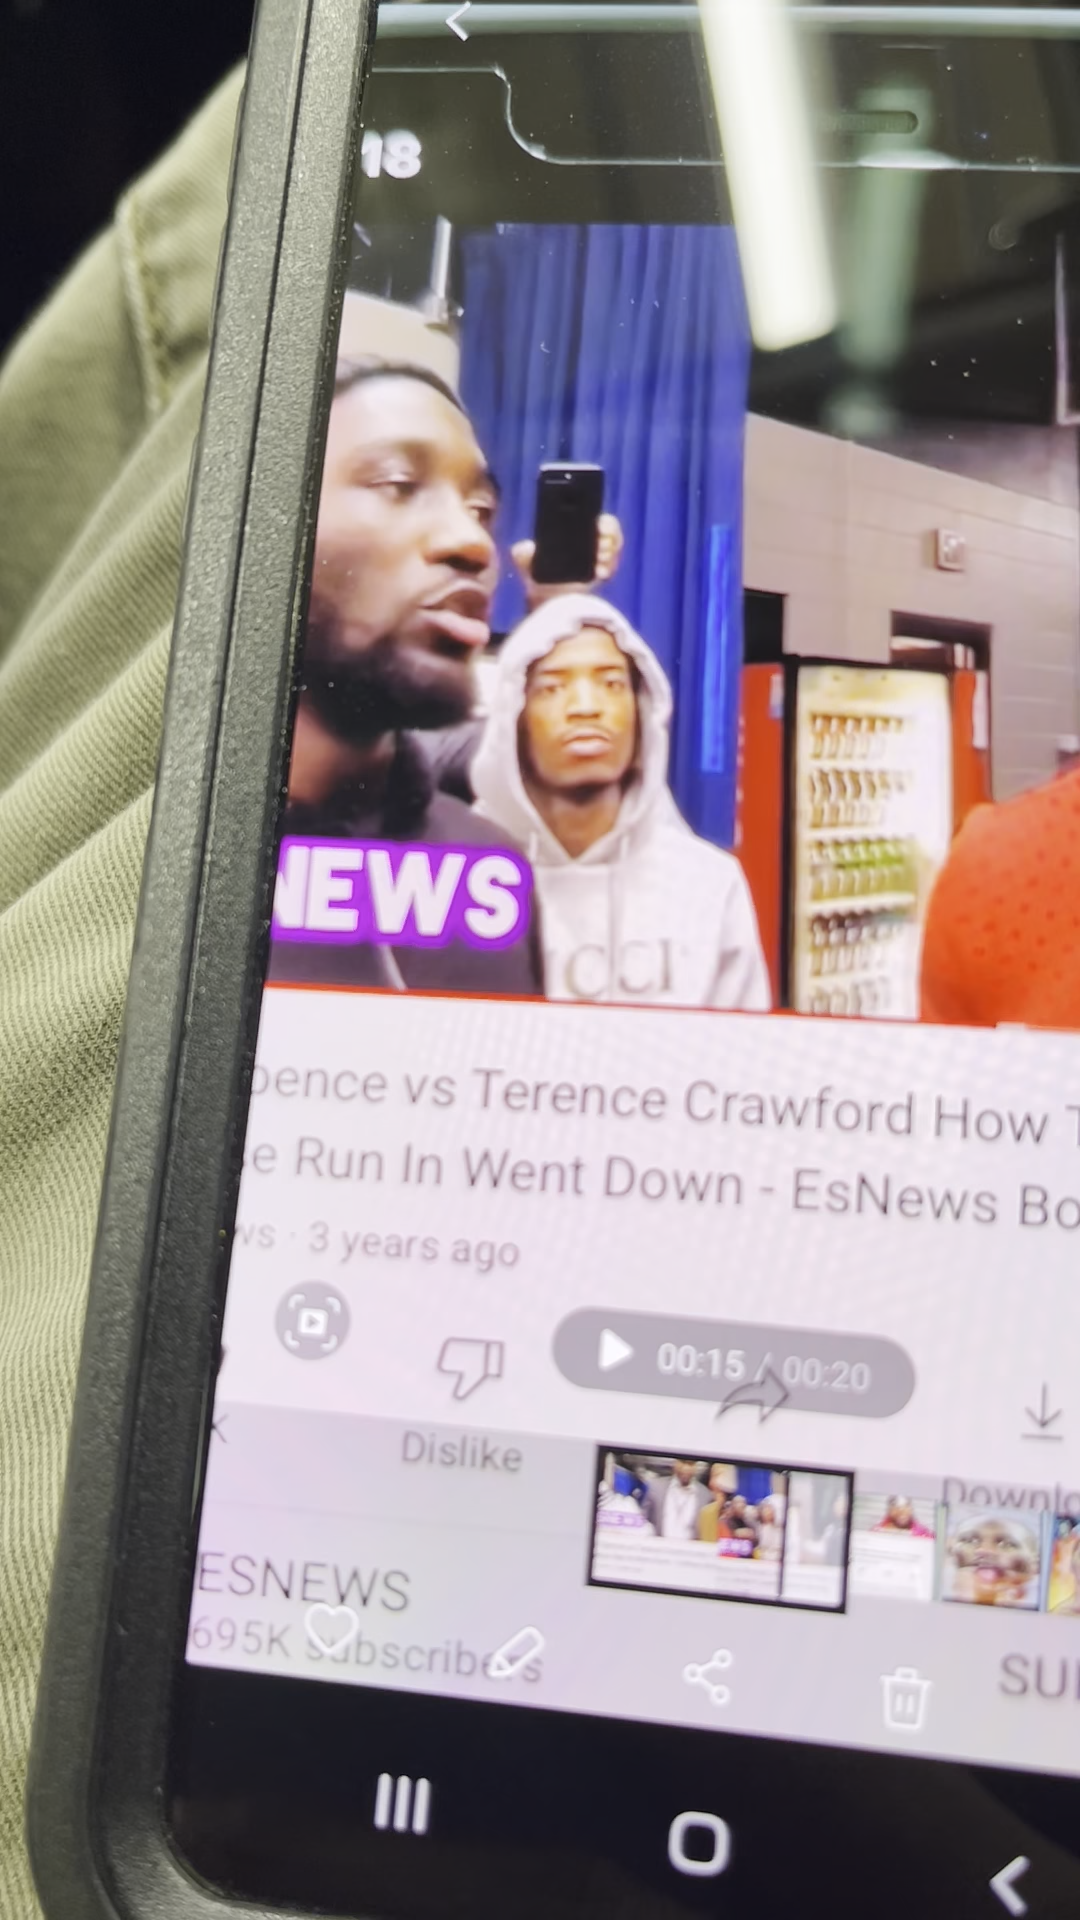 18
NEWS
CCI
pence vs Terence Crawford How T
e Run In Went Down - EsNews Bo
ws · 3 years ago
00:15 / 00:20
K
Dislike
Downlo
ESNEWS
695K subscribers
SU